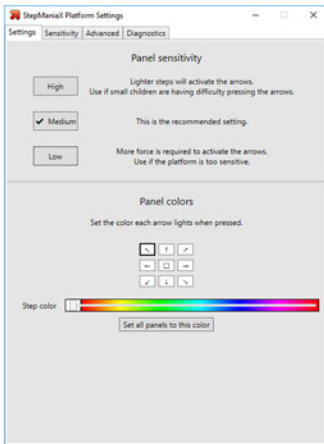 StepManiaX Platform Settings
Settings Sensitivity Advanced Diagnostics
Panel sensitivity
High
Lighter steps will activate the arrows.
Use if small children are having difficulty pressing the arrows.
✔ Medium
This is the recommended setting.
Low
More force is required to activate the arrows.
Use if the platform is too sensitive.
Panel colors
Set the color each arrow lights when pressed.
↖ ↑ ↗
← □ →
↙ ↓ ↘
Step color
Set all panels to this color